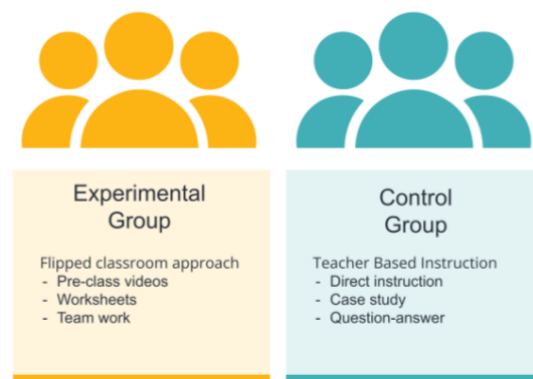 Experimental
Group
Flipped classroom approach
- Pre-class videos
- Worksheets
- Team work
Control
Group
Teacher Based Instruction
- Direct instruction
- Case study
- Question-answer